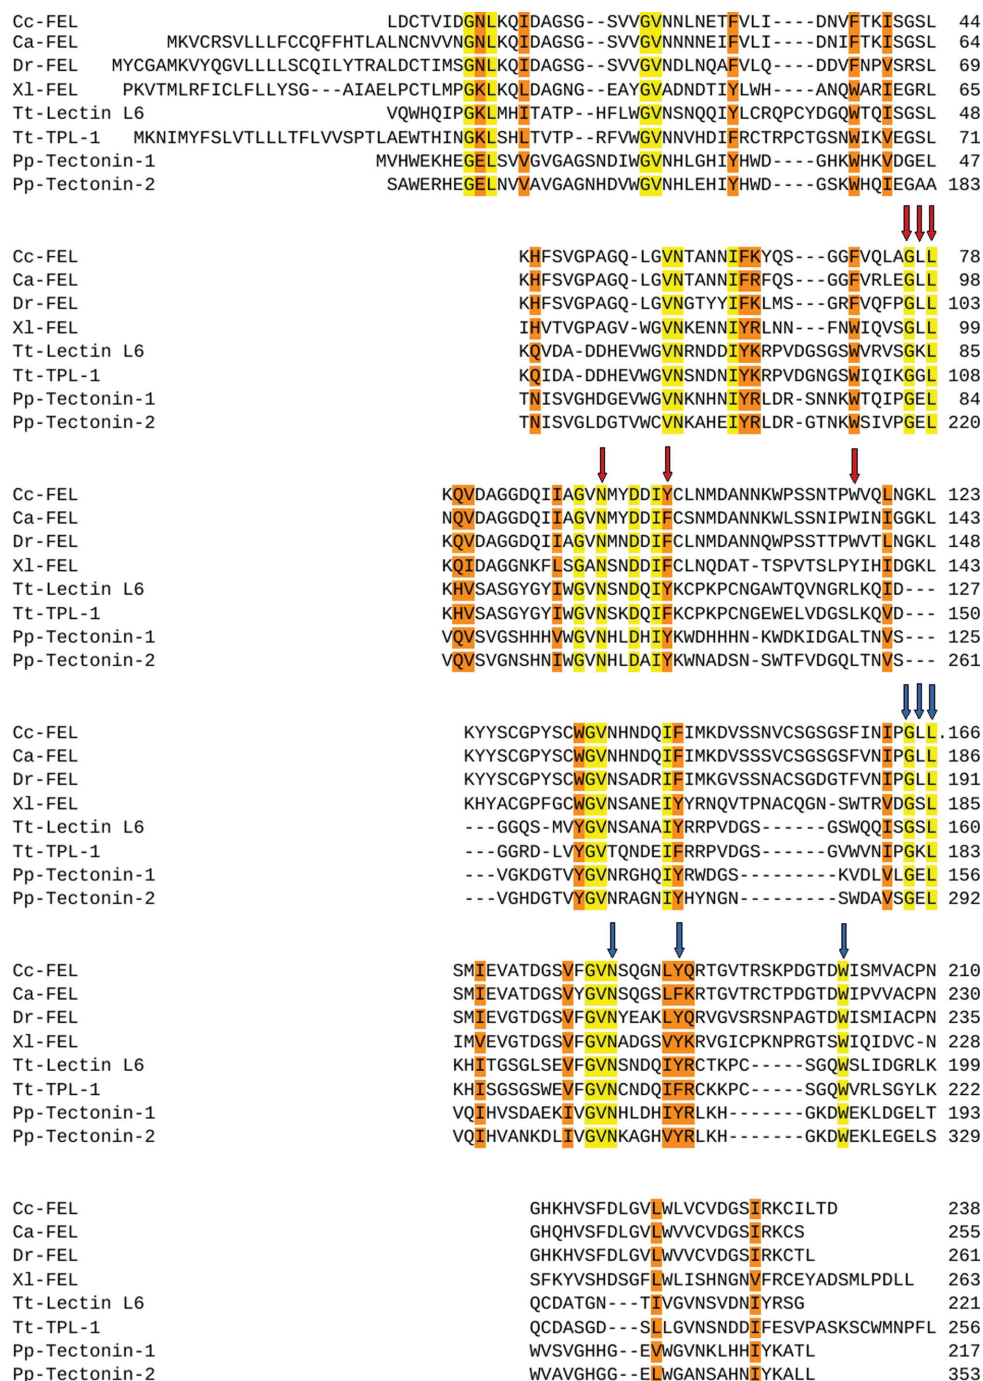 Cc-FEL LDCTVIDGNLKQIDAGSG--SVVGVNNLNETFVLI----DNVFTKISGSL 44
Ca-FEL MKVCRSVLLLLFCCQFFHTLALNCNVVNGNLKQIDAGSG--SVVGVNNNNEIFVLI----DNIFTKISGSL 64
Dr-FEL MYCGAMKVYQGVLLLLSCQILYTRALDCTIMSGNLKQIDAGSG--SVVGVNDLNQAFVLQ----DDVFNPVSRSL 69
Xl-FEL PKVTMLRFICLFLLYSG---AIAELPCTLMPGKLKQLDAGNG--EAYGVADNDTIYLWH----ANQWARIEGRL 65
Tt-Lectin L6 VQWHQIPGKLMHITATP--HFLWGVNSNQQIYLCRQPCYDGQWTQISGSL 48
Tt-TPL-1 MKNIMYFSLVTLLLTFLVVSPTLAEWTHINGKLSHLTVTP--RFVWGVNNVHDIFRCTRPCTGSNWIKVEGSL 71
Pp-Tectonin-1 MVHWEKHEGELSVVGVGAGSNDIWGVNHLGHIYHWD----GHKWHKVDGEL 47
Pp-Tectonin-2 SAWERHEGELNVVAVGAGNHDVWGVNHLEHIYHWD----GSKWHQIEGAA 183
Cc-FEL KHFSVGPAGQ-LGVNTANNIFKYQS---GGFVQLAGLL 78
Ca-FEL KHFSVGPAGQ-LGVNTANNIFRFQS---GGFVRLEGLL 98
Dr-FEL KHFSVGPAGQ-LGVNGTYYIFKLMS---GRFVQFPGLL 103
Xl-FEL IHVTVGPAGV-WGVNKENNIYRLNN---FNWIQVSGLL 99
Tt-Lectin L6 KQVDA-DDHEVWGVNRNDDIYKRPVDGSGSWVRVSGKL 85
Tt-TPL-1 KQIDA-DDHEVWGVNSNDNIYKRPVDGNGSWIQIKGGL 108
Pp-Tectonin-1 TNISVGHDGEVWGVNKNHNIYRLDR-SNNKWTQIPGEL 84
Pp-Tectonin-2 TNISVGLDGTVWCVNKAHEIYRLDR-GTNKWSIVPGEL 220
Cc-FEL KQVDAGGDQIIAGVNMYDDIYCLNMDANNKWPSSNTPWVQLNGKL 123
Ca-FEL NQVDAGGDQIIAGVNMYDDIFCSNMDANNKWLSSNIPWINIGGKL 143
Dr-FEL KQVDAGGDQIIAGVNMNDDIFCLNMDANNQWPSSTTPWVTLNGKL 148
Xl-FEL KQIDAGGNKFLSGANSNDDIFCLNQDAT-TSPVTSLPYIHIDGKL 143
Tt-Lectin L6 KHVSASGYGYIWGVNSNDQIYKCPKPCNGAWTQVNGRLKQID--- 127
Tt-TPL-1 KHVSASGYGYIWGVNSKDQIFKCPKPCNGEWELVDGSLKQVD--- 150
Pp-Tectonin-1 VQVSVGSHHHVWGVNHLDHIYKWDHHHN-KWDKIDGALTNVS--- 125
Pp-Tectonin-2 VQVSVGNSHNIWGVNHLDAIYKWNADSN-SWTFVDGQLTNVS--- 261
Cc-FEL KYYSCGPYSCWGVNHNDQIFIMKDVSSNVCSGSGSFINIPGLL.166
Ca-FEL KYYSCGPYSCWGVNHNDQIFIMKDVSSSVCSGSGSFVNIPGLL 186
Dr-FEL KYYSCGPYSCWGVNSADRIFIMKGVSSNACSGDGTFVNIPGLL 191
Xl-FEL KHYACGPFGCWGVNSANEIYYRNQVTPNACQGN-SWTRVDGSL 185
Tt-Lectin L6 ---GGQS-MVYGVNSANAIYRRPVDGS------GSWQQISGSL 160
Tt-TPL-1 ---GGRD-LVYGVTQNDEIFRRPVDGS------GVWVNIPGKL 183
Pp-Tectonin-1 ---VGKDGTVYGVNRGHQIYRWDGS---------KVDLVLGEL 156
Pp-Tectonin-2 ---VGHDGTVYGVNRAGNIYHYNGN---------SWDAVSGEL 292
Cc-FEL SMIEVATDGSVFGVNSQGNLYQRTGVTRSKPDGTDWISMVACPN 210
Ca-FEL SMIEVATDGSVYGVNSQGSLFKRTGVTRCTPDGTDWIPVVACPN 230
Dr-FEL SMIEVGTDGSVFGVNYEAKLYQRVGVSRSNPAGTDWISMIACPN 235
Xl-FEL IMVEVGTDGSVFGVNADGSVYKRVGICPKNPRGTSWIQIDVC-N 228
Tt-Lectin L6 KHITGSGLSEVFGVNSNDQIYRCTKPC-----SGQWSLIDGRLK 199
Tt-TPL-1 KHISGSGSWEVFGVNCNDQIFRCKKPC-----SGQWVRLSGYLK 222
Pp-Tectonin-1 VQIHVSDAEKIVGVNHLDHIYRLKH-------GKDWEKLDGELT 193
Pp-Tectonin-2 VQIHVANKDLIVGVNKAGHVYRLKH-------GKDWEKLEGELS 329
Cc-FEL GHKHVSFDLGVLWLVCVDGSIRKCILTD 238
Ca-FEL GHQHVSFDLGVLWVVCVDGSIRKCS 255
Dr-FEL GHKHVSFDLGVLWVVCVDGSIRKCTL 261
Xl-FEL SFKYVSHDSGFLWLISHNGNVFRCEYADSMLPDLL 263
Tt-Lectin L6 QCDATGN---TIVGVNSVDNIYRSG 221
Tt-TPL-1 QCDASGD---SLLGVNSNDDIFESVPASKSCWMNPFL 256
Pp-Tectonin-1 WVSVGHHG--EVWGVNKLHHIYKATL 217
Pp-Tectonin-2 WVAVGHGG--ELWGANSAHNIYKALL 353